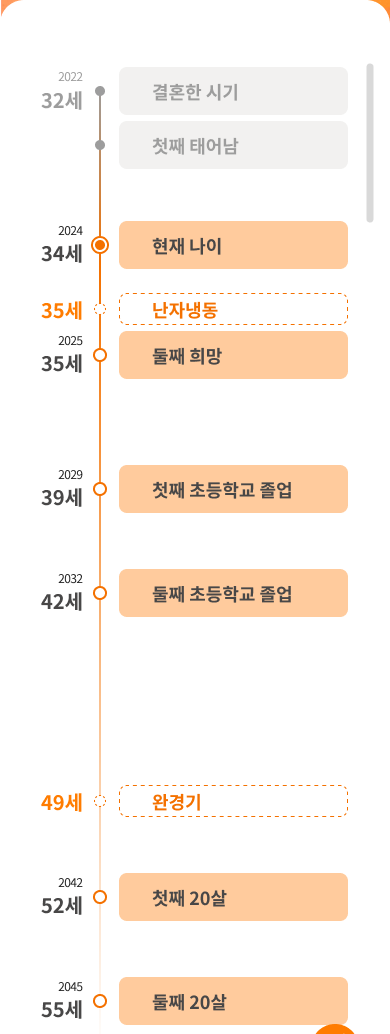 2022
32세
결혼한 시기
첫째 태어남
2024
34세
현재 나이
35세
난자냉동
2025
35세
둘째 희망
2029
39세
첫째 초등학교 졸업
2032
42세
둘째 초등학교 졸업
49세
완경기
2042
52세
첫째 20살
2045
55세
둘째 20살